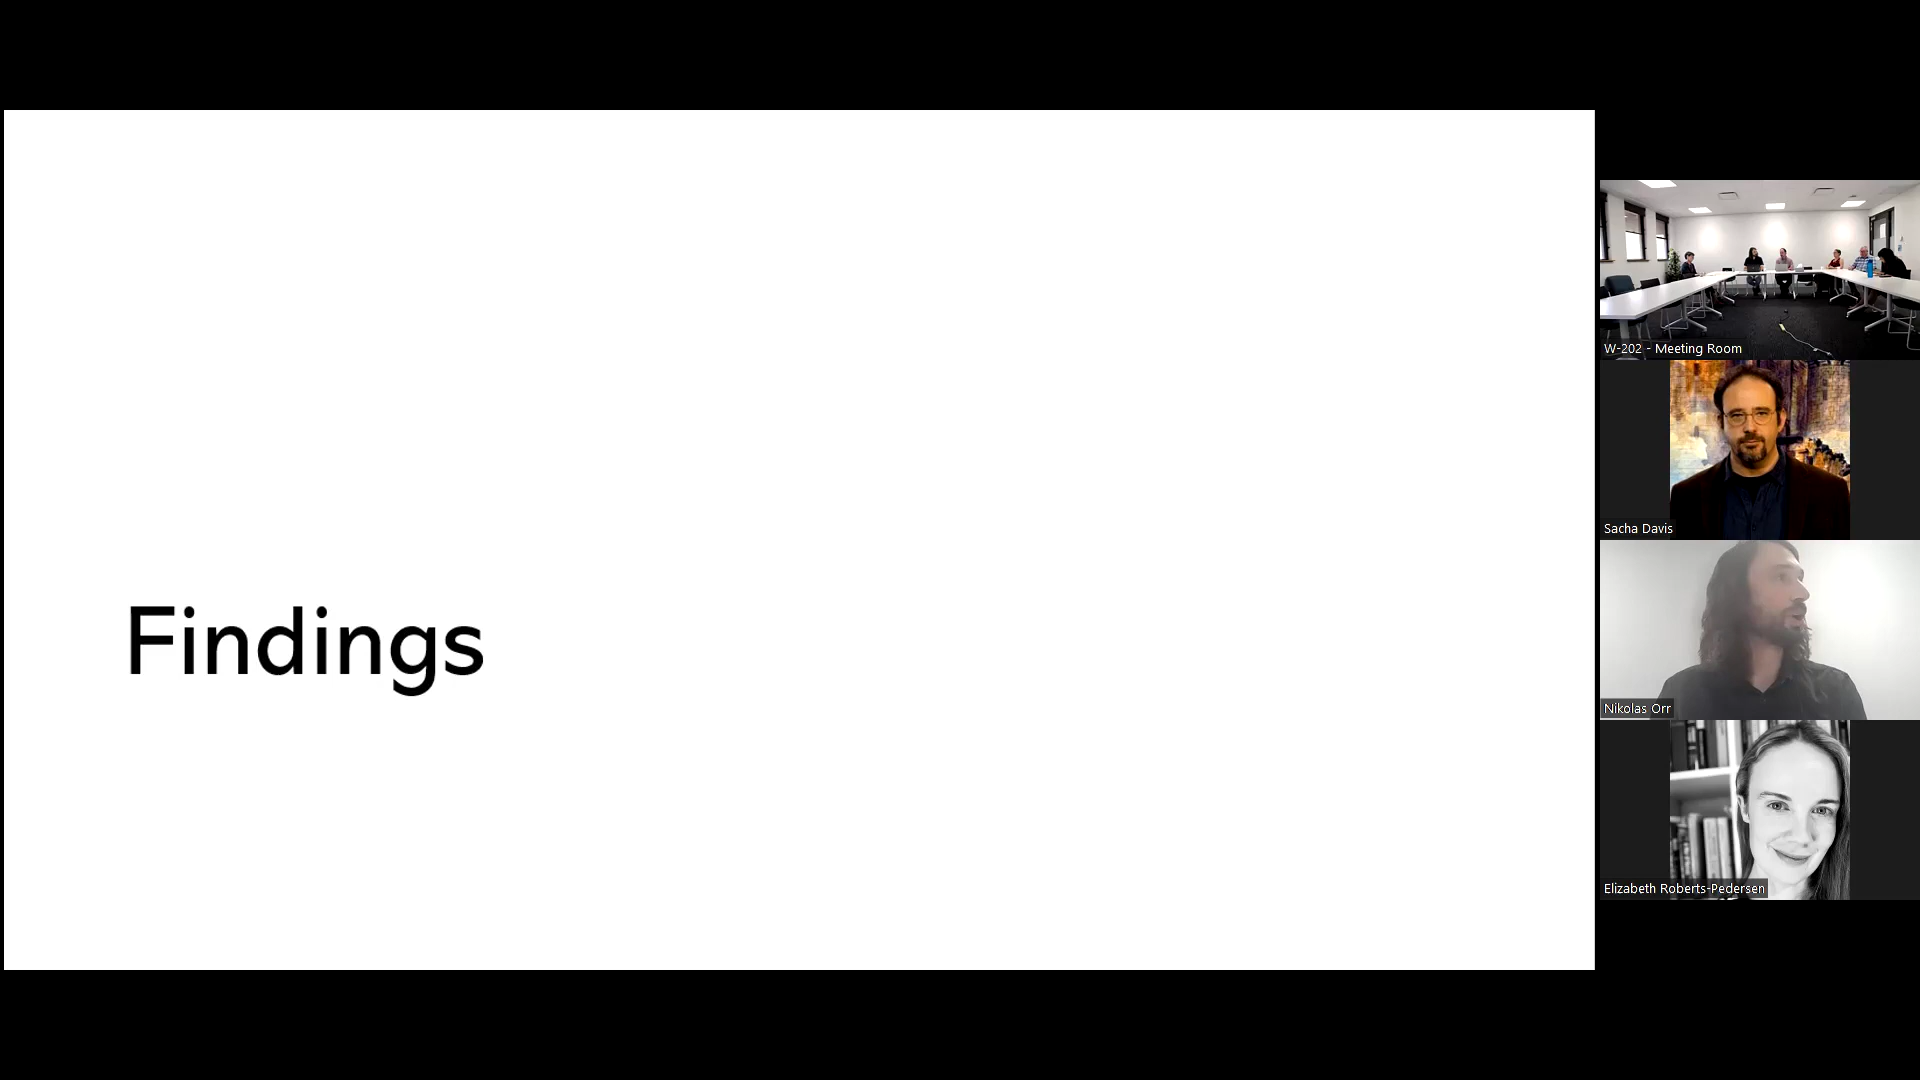 Findings
W-202 - Meeting Room
Sacha Davis
Nikolas Orr
Elizabeth Roberts-Pedersen